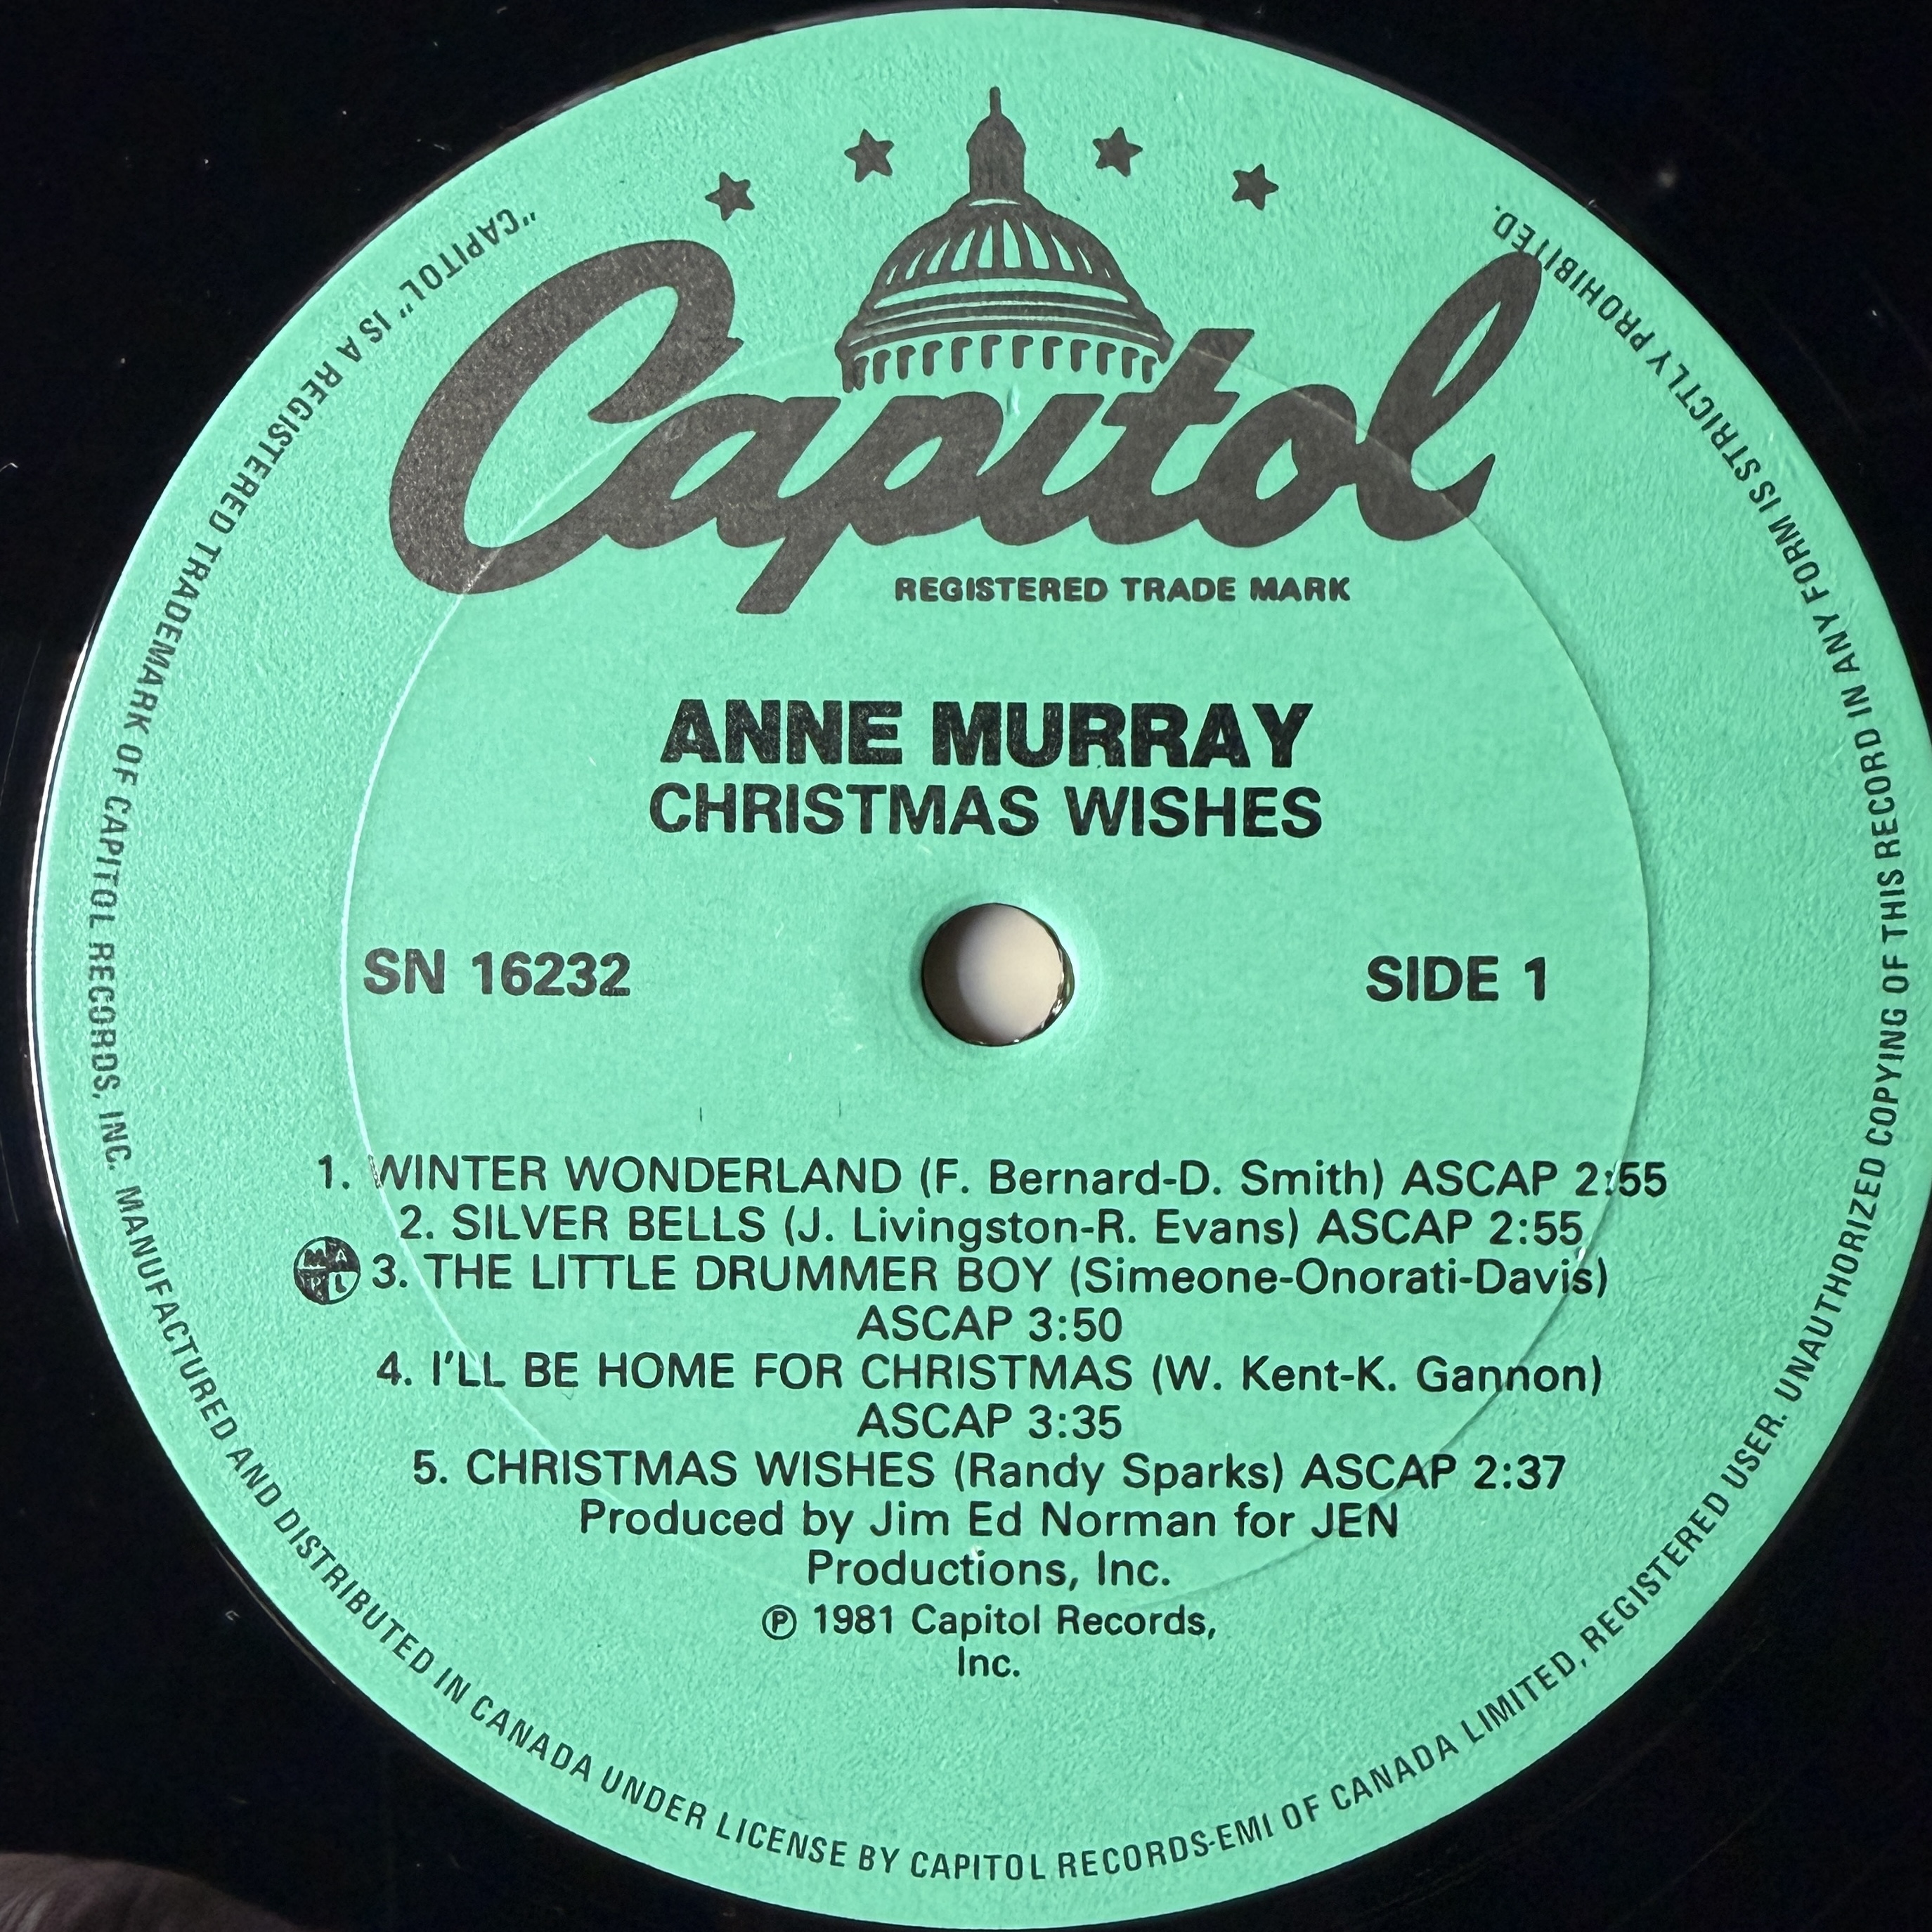 Capitol
REGISTERED TRADE MARK
ANNE MURRAY
CHRISTMAS WISHES
SN 16232
SIDE 1
1. WINTER WONDERLAND (F. Bernard-D. Smith) ASCAP 2:55
2. SILVER BELLS (J. Livingston-R. Evans) ASCAP 2:55
MAPL
3. THE LITTLE DRUMMER BOY (Simeone-Onorati-Davis)
ASCAP 3:50
4. I'LL BE HOME FOR CHRISTMAS (W. Kent-K. Gannon)
ASCAP 3:35
5. CHRISTMAS WISHES (Randy Sparks) ASCAP 2:37
Produced by Jim Ed Norman for JEN
Productions, Inc.
℗ 1981 Capitol Records,
Inc.
"CAPITOL" IS A REGISTERED TRADEMARK OF CAPITOL RECORDS, INC. MANUFACTURED AND DISTRIBUTED IN CANADA UNDER LICENSE BY CAPITOL RECORDS-EMI OF CANADA LIMITED, REGISTERED USER. UNAUTHORIZED COPYING OF THIS RECORD IN ANY FORM IS STRICTLY PROHIBITED.